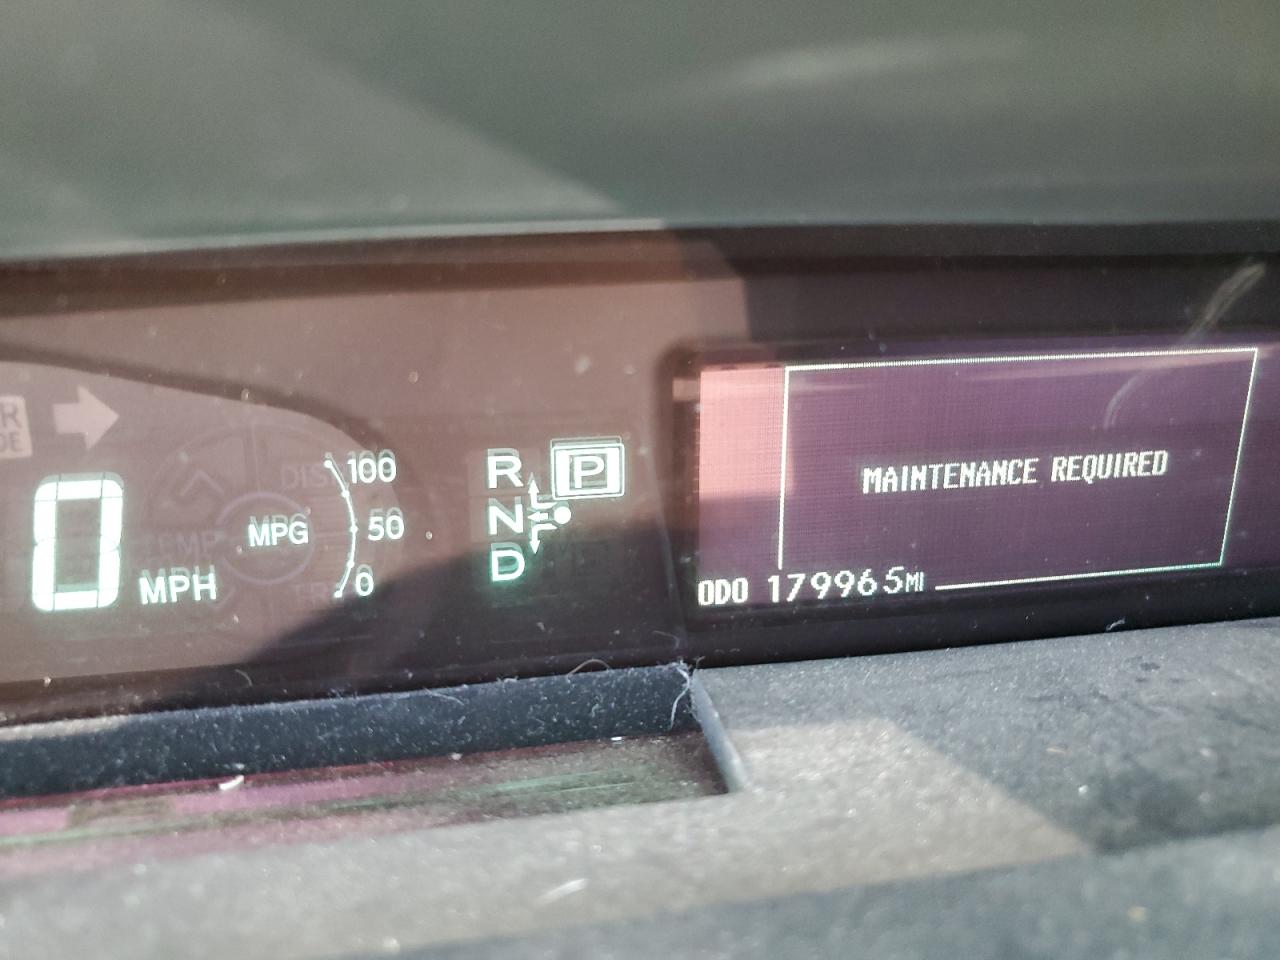 0 MPH
MPG
100
50
0
R
P
N
D
MAINTENANCE REQUIRED
ODO 179965MI